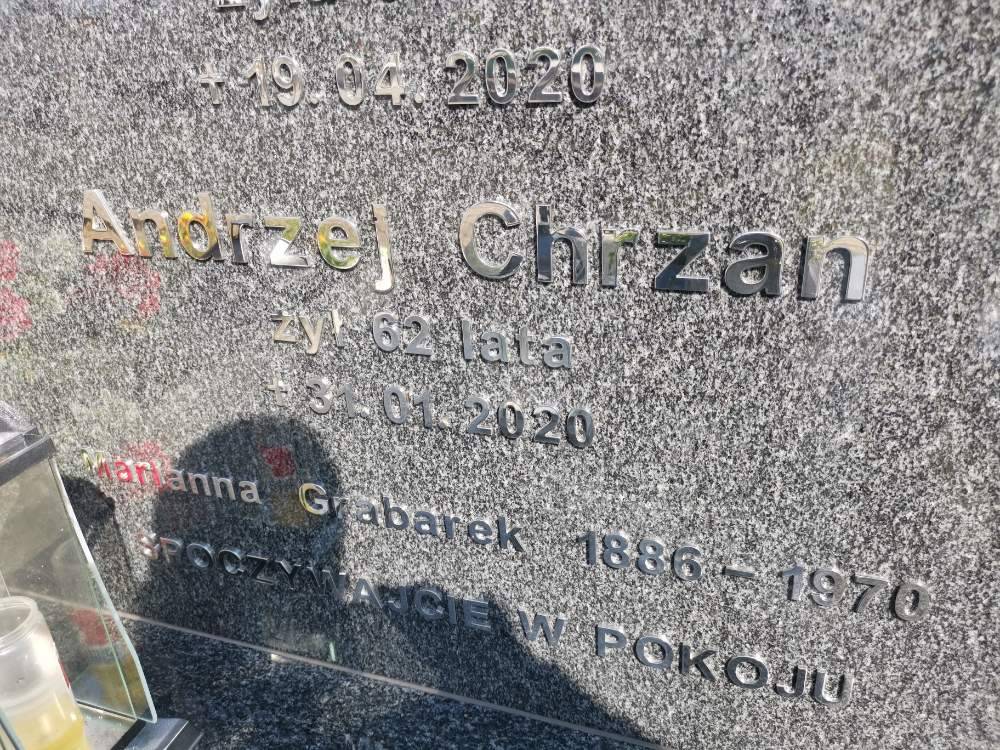 + 19.04.2020
Andrzej Chrzan
żył 62 lata
+ 31.01.2020
Marianna Grabarek 1886 – 1970
SPOCZYWAJCIE W POKOJU